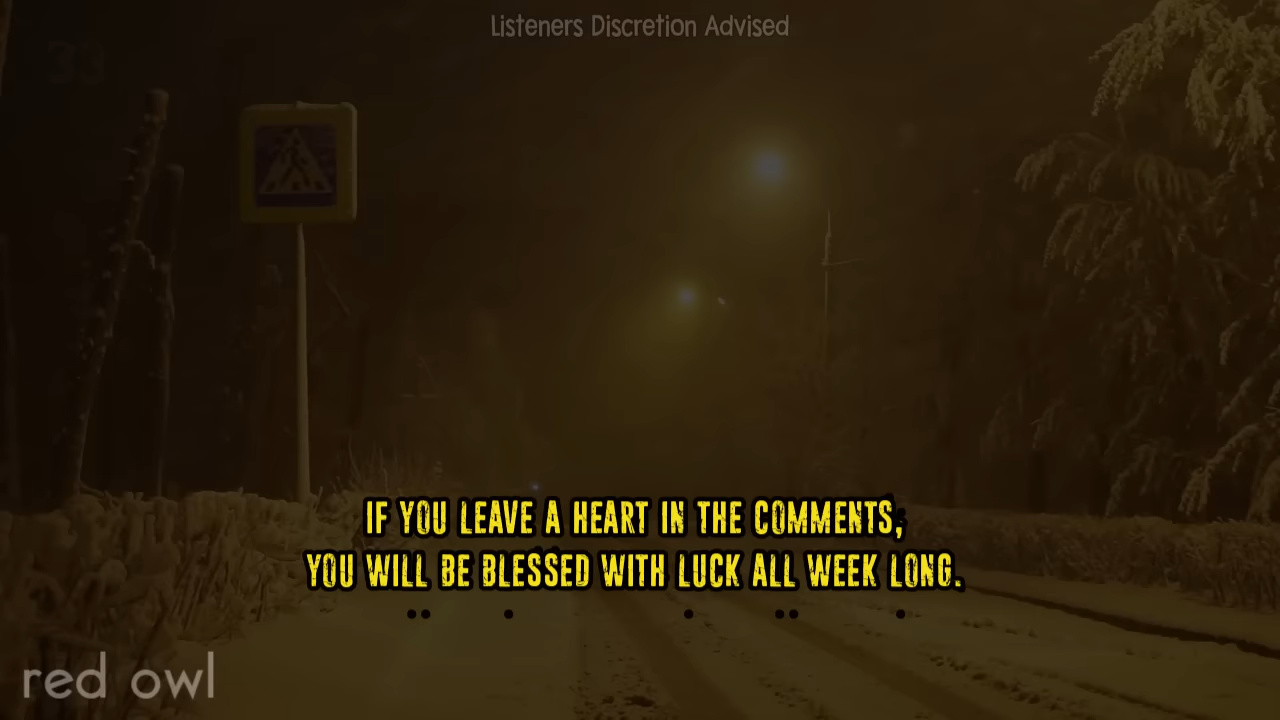 Listeners Discretion Advised
IF YOU LEAVE A HEART IN THE COMMENTS,
YOU WILL BE BLESSED WITH LUCK ALL WEEK LONG.
red owl